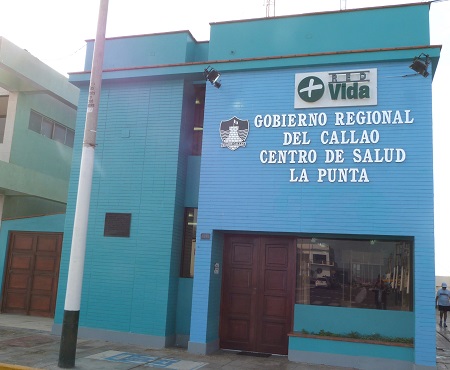 RED
Vida
GOBIERNO REGIONAL
DEL CALLAO
CENTRO DE SALUD
LA PUNTA